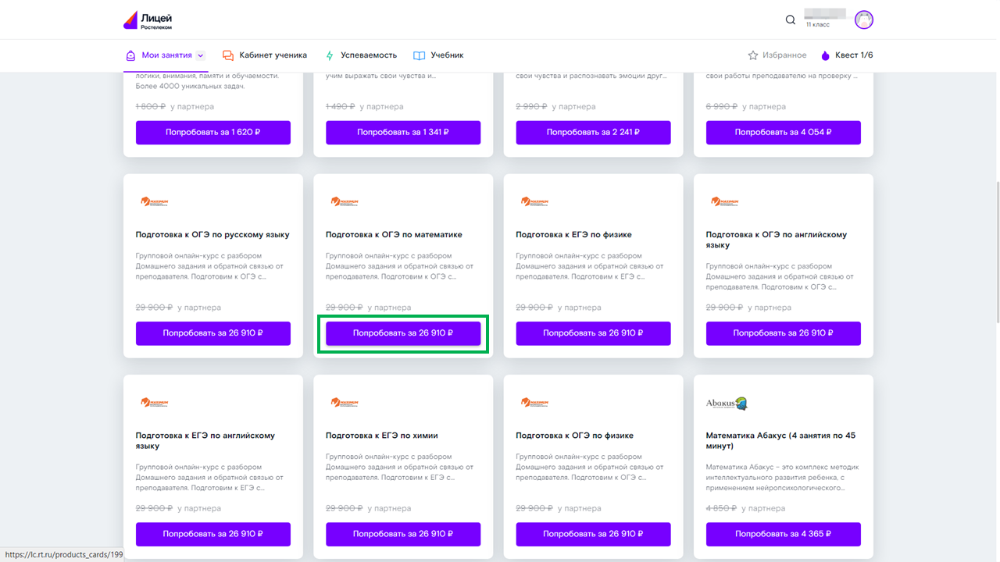 Лицей
Ростелеком
11 класс
Мои занятия
Кабинет ученика
Успеваемость
Учебник
Избранное
Квест 1/6
логики, внимания, памяти и обучаемости.
Более 4000 уникальных задач.
1 800 ₽ у партнера
Попробовать за 1 620 ₽
учим выражать свои чувства и...
1 490 ₽ у партнера
Попробовать за 1 341 ₽
свои чувства и распознавать эмоции друг...
2 990 ₽ у партнера
Попробовать за 2 241 ₽
свои работы преподавателю на проверку ...
6 990 ₽ у партнера
Попробовать за 4 054 ₽
MAXIMUM
Подготовка к ОГЭ по русскому языку
Групповой онлайн-курс с разбором
Домашнего задания и обратной связью от
преподавателя. Подготовим к ОГЭ с...
29 900 ₽ у партнера
Попробовать за 26 910 ₽
MAXIMUM
Подготовка к ОГЭ по математике
Групповой онлайн-курс с разбором
Домашнего задания и обратной связью от
преподавателя. Подготовим к ОГЭ с...
29 900 ₽ у партнера
Попробовать за 26 910 ₽
MAXIMUM
Подготовка к ЕГЭ по физике
Групповой онлайн-курс с разбором
Домашнего задания и обратной связью от
преподавателя. Подготовим к ЕГЭ с...
29 900 ₽ у партнера
Попробовать за 26 910 ₽
MAXIMUM
Подготовка к ОГЭ по английскому
языку
Групповой онлайн-курс с разбором
Домашнего задания и обратной связью от
преподавателя. Подготовим к ОГЭ с...
29 900 ₽ у партнера
Попробовать за 26 910 ₽
MAXIMUM
Подготовка к ЕГЭ по английскому
языку
Групповой онлайн-курс с разбором
Домашнего задания и обратной связью от
преподавателя. Подготовим к ЕГЭ с...
29 900 ₽ у партнера
Попробовать за 26 910 ₽
MAXIMUM
Подготовка к ЕГЭ по химии
Групповой онлайн-курс с разбором
Домашнего задания и обратной связью от
преподавателя. Подготовим к ЕГЭ с...
29 900 ₽ у партнера
Попробовать за 26 910 ₽
MAXIMUM
Подготовка к ОГЭ по физике
Групповой онлайн-курс с разбором
Домашнего задания и обратной связью от
преподавателя. Подготовим к ОГЭ с...
29 900 ₽ у партнера
Попробовать за 26 910 ₽
Abakus
Математика Абакус (4 занятия по 45
минут)
Математика Абакус – это комплекс методик
интеллектуального развития ребенка, с
применением нейропсихологического...
4 850 ₽ у партнера
Попробовать за 4 365 ₽
https://lc.rt.ru/products_cards/199